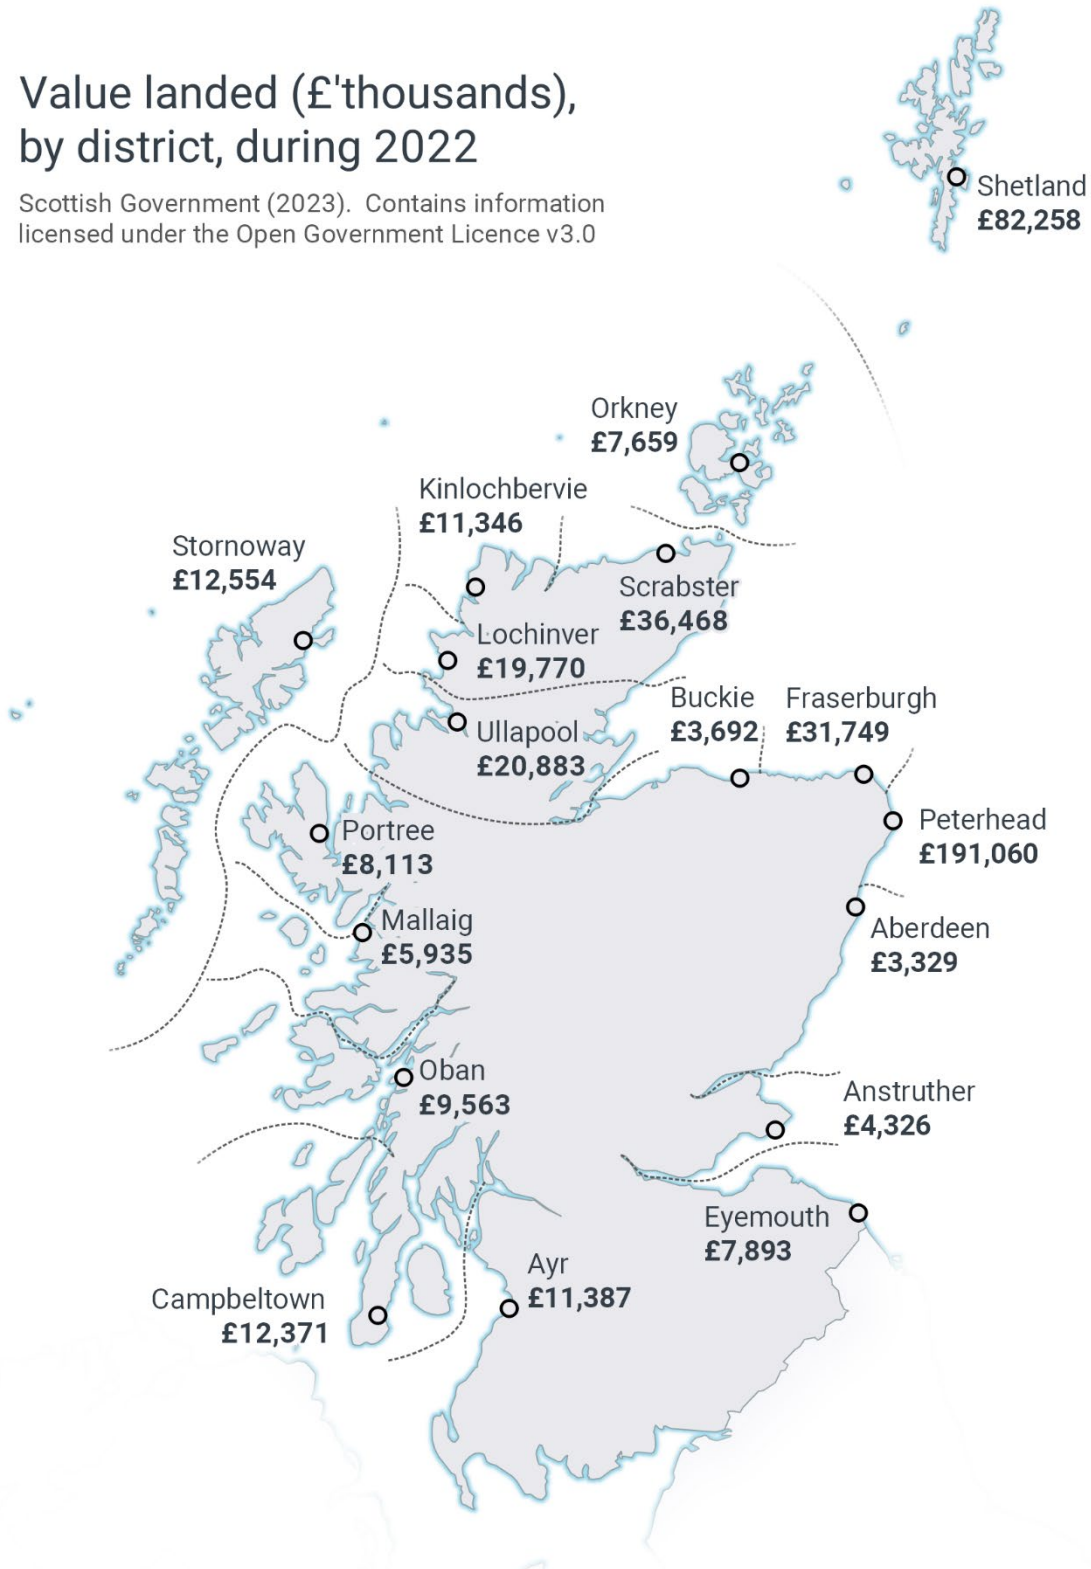 Value landed (£'thousands),
by district, during 2022
Scottish Government (2023).  Contains information
licensed under the Open Government Licence v3.0
Shetland
£82,258
Orkney
£7,659
Kinlochbervie
£11,346
Stornoway
£12,554
Scrabster
£36,468
Lochinver
£19,770
Buckie
£3,692
Fraserburgh
£31,749
Ullapool
£20,883
Peterhead
£191,060
Portree
£8,113
Mallaig
£5,935
Aberdeen
£3,329
Oban
£9,563
Anstruther
£4,326
Eyemouth
£7,893
Ayr
£11,387
Campbeltown
£12,371